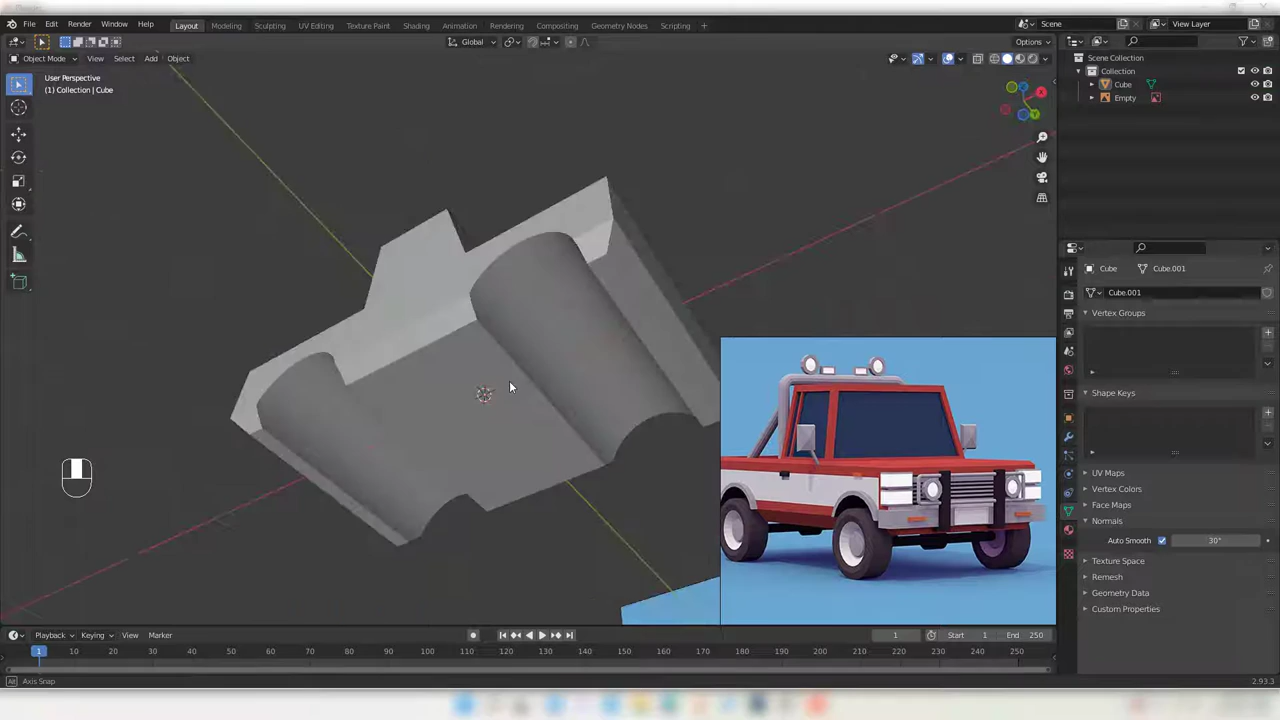 File Edit Render Window Help Layout Modeling Sculpting UV Editing Texture Paint Shading Animation Rendering Compositing Geometry Nodes Scripting + Scene View Layer
Global Options
Object Mode View Select Add Object
User Perspective
(1) Collection | Cube
Scene Collection
Collection
Cube
Empty
Cube Cube.001
Cube.001
Vertex Groups
Shape Keys
UV Maps
Vertex Colors
Face Maps
Normals
Auto Smooth 30°
Texture Space
Remesh
Geometry Data
Custom Properties
Playback Keying View Marker 1 Start 1 End 250
1 10 20 30 40 50 60 70 80 90 100 110 120 130 140 150 160 170 180 190 200 210 220 230 240 250
Axis Snap 2.93.3